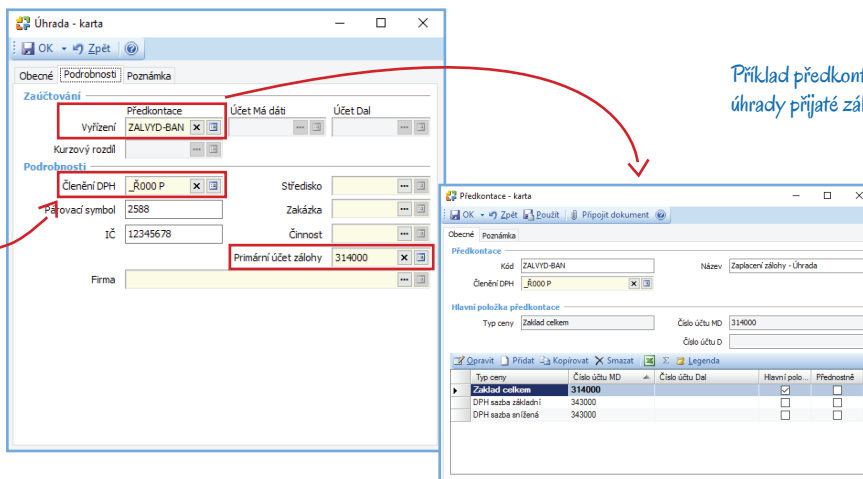 Úhrada - karta
OK Zpět
Obecné Podrobnosti Poznámka
Zaúčtování
Předkontace Účet Má dáti Účet Dal
Vyřízení ZALVYD-BAN
Kurzový rozdíl
Podrobnosti
Členění DPH _Ř000 P Středisko
Párovací symbol 2588 Zakázka
IČ 12345678 Činnost
Primární účet zálohy 314000
Firma
Příklad předkont
úhrady přijaté zál
Předkontace - karta
OK Zpět Použít Připojit dokument
Obecné Poznámka
Předkontace
Kód ZALVYD-BAN Název Zaplacení zálohy - Úhrada
Členění DPH _Ř000 P
Hlavní položka předkontace
Typ ceny Základ celkem Číslo účtu MD 314000
Číslo účtu D
Opravit Přidat Kopírovat Smazat Σ Legenda
Typ ceny Číslo účtu MD Číslo účtu Dal Hlavní polo... Přednostně
Základ celkem 314000
DPH sazba základní 343000
DPH sazba snížená 343000